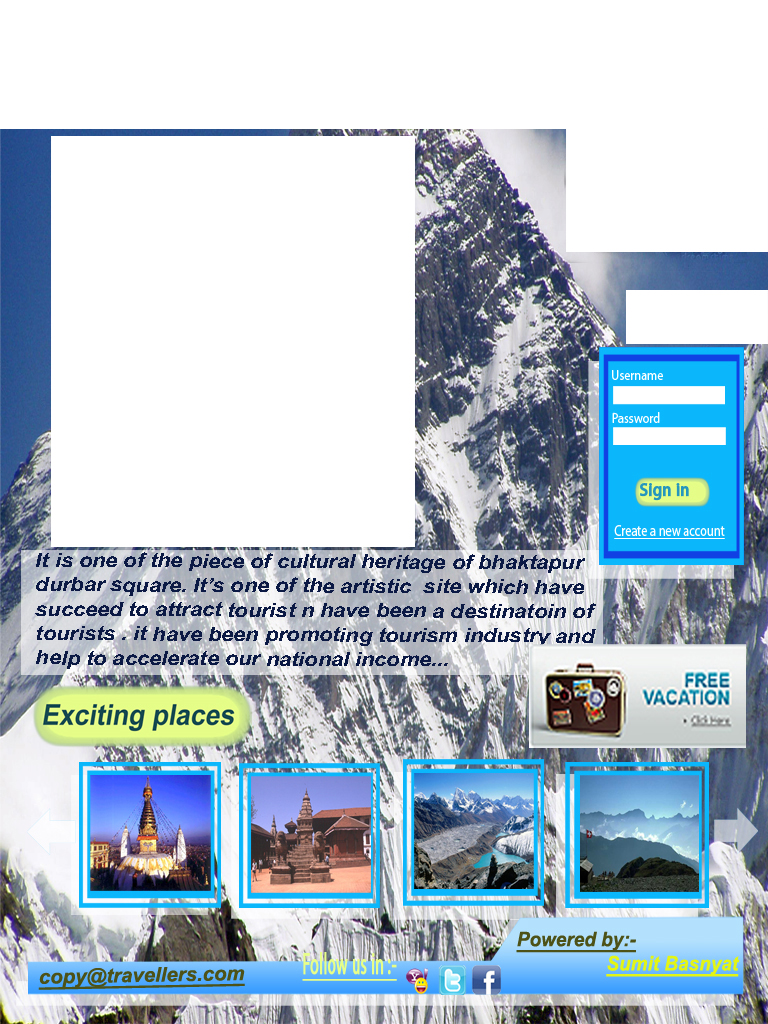 Username
Password
Sign in
Create a new account
It is one of the piece of cultural heritage of bhaktapur
durbar square. It's one of the artistic site which have
succeed to attract tourist n have been a destinatoin of
tourists . it have been promoting tourism industry and
help to accelerate our national income...
FREE
VACATION
Click Here
Exciting places
Powered by:-
Sumit Basnyat
Follow us in :-
copy@travellers.com